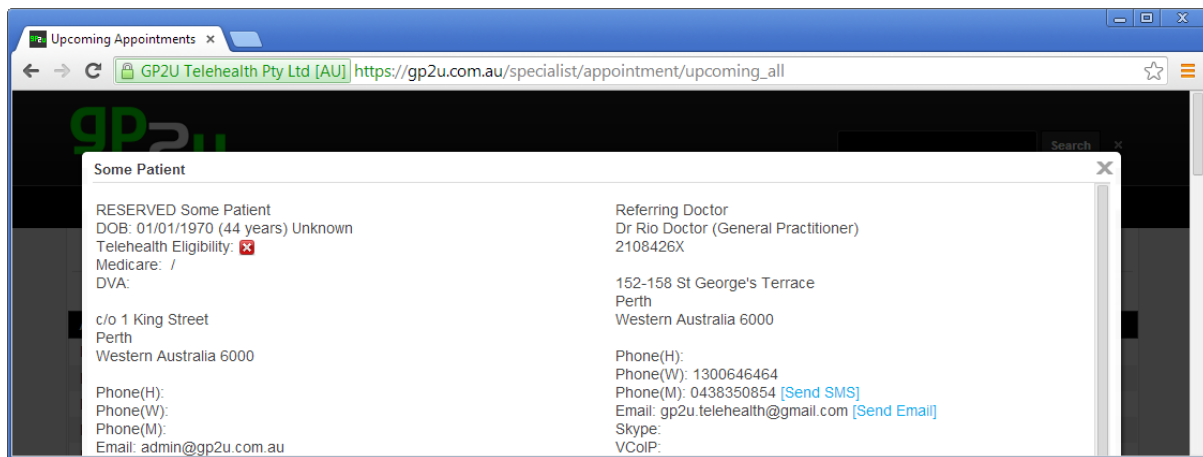 Upcoming Appointments
GP2U Telehealth Pty Ltd [AU] https://gp2u.com.au/specialist/appointment/upcoming_all
gp2u
Search
Some Patient
RESERVED Some Patient
DOB: 01/01/1970 (44 years) Unknown
Telehealth Eligibility:
Medicare: /
DVA:
c/o 1 King Street
Perth
Western Australia 6000
Phone(H):
Phone(W):
Phone(M):
Email: admin@gp2u.com.au
Referring Doctor
Dr Rio Doctor (General Practitioner)
2108426X
152-158 St George's Terrace
Perth
Western Australia 6000
Phone(H):
Phone(W): 1300646464
Phone(M): 0438350854 [Send SMS]
Email: gp2u.telehealth@gmail.com [Send Email]
Skype:
VCoIP: